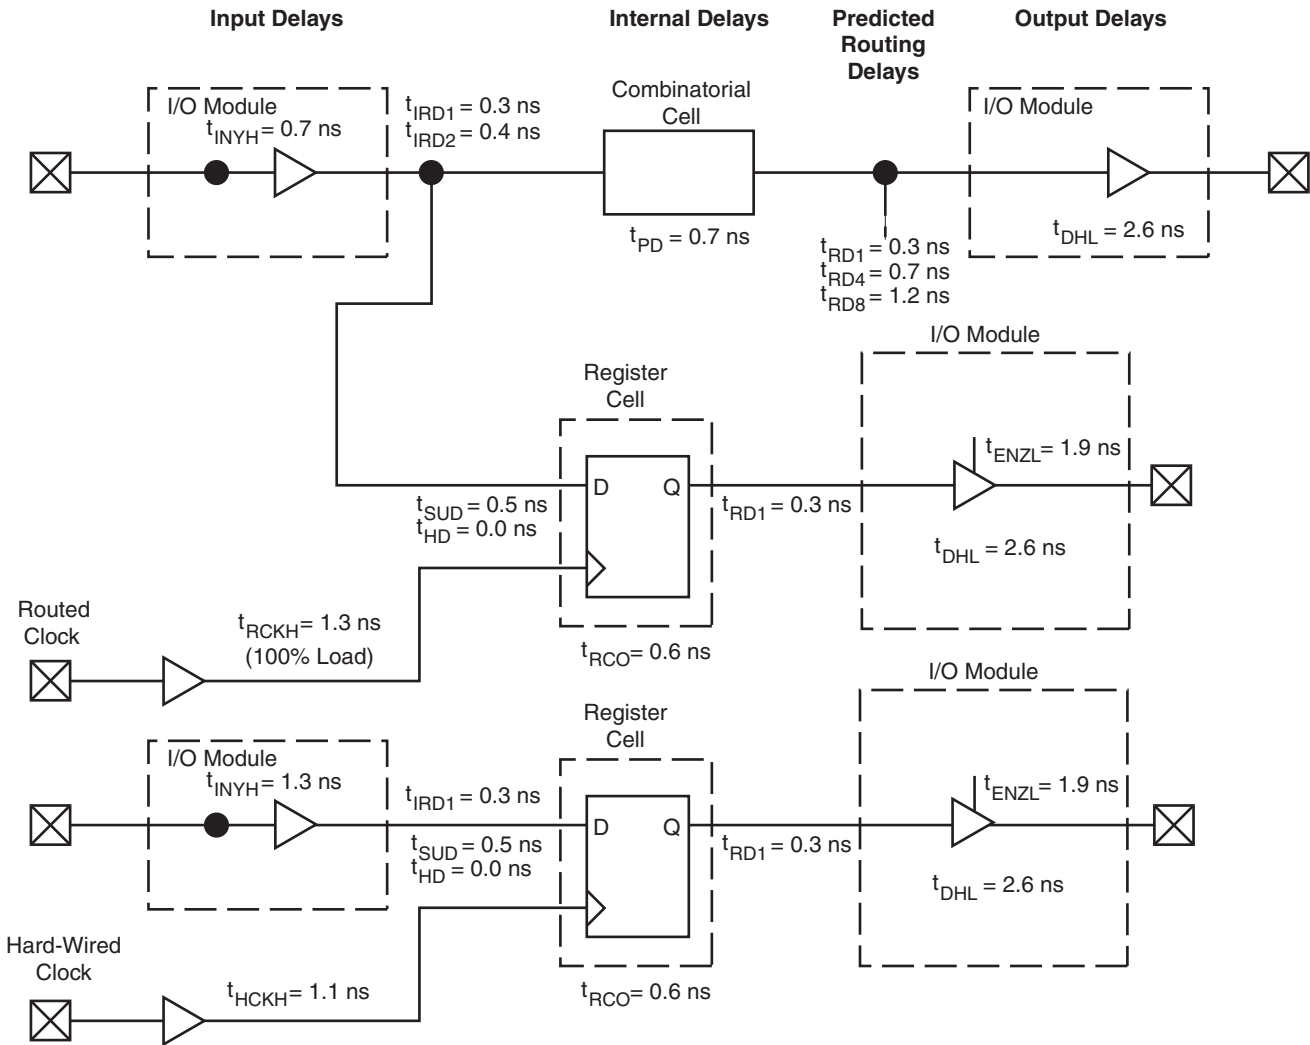 Input Delays
Internal Delays
Predicted
Routing
Delays
Output Delays
I/O Module
tINYH = 0.7 ns
tIRD1 = 0.3 ns
tIRD2 = 0.4 ns
Combinatorial
Cell
tPD = 0.7 ns
tRD1 = 0.3 ns
tRD4 = 0.7 ns
tRD8 = 1.2 ns
I/O Module
tDHL = 2.6 ns
Register
Cell
D
Q
tSUD = 0.5 ns
tHD = 0.0 ns
tRCO = 0.6 ns
tRD1 = 0.3 ns
I/O Module
tENZL = 1.9 ns
tDHL = 2.6 ns
Routed
Clock
tRCKH = 1.3 ns
(100% Load)
I/O Module
tINYH = 1.3 ns
tIRD1 = 0.3 ns
tSUD = 0.5 ns
tHD = 0.0 ns
Register
Cell
D
Q
tRCO = 0.6 ns
tRD1 = 0.3 ns
I/O Module
tENZL = 1.9 ns
tDHL = 2.6 ns
Hard-Wired
Clock
tHCKH = 1.1 ns